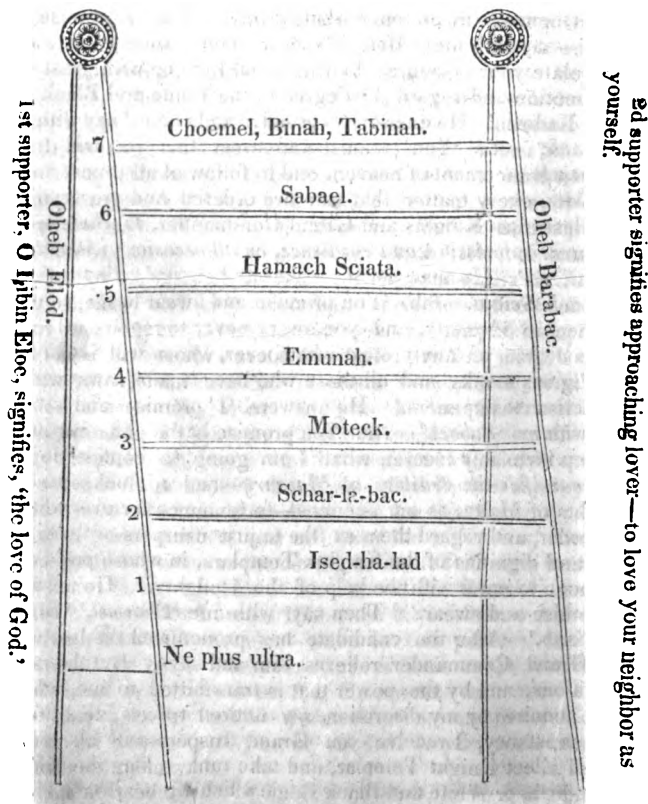 7 Choemel, Binah, Tabinah.
6 Sabael.
5 Hamach Sciata.
4 Emunah.
3 Moteck.
2 Schar-la-bac.
1 Ised-ha-lad
Ne plus ultra.
Oheb Elod.
Oheb Barabac.
1st supporter, O Libin Eloe, signifies, 'the love of God.'
2d supporter signifies approaching lover—to love your neighbor as
yourself.